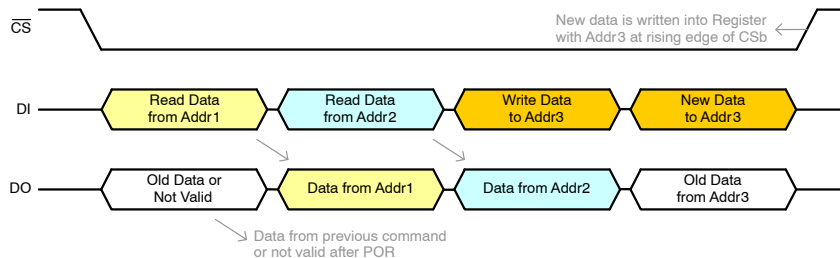 CS
New data is written into Register
with Addr3 at rising edge of CSb
DI
Read Data
from Addr1
Read Data
from Addr2
Write Data
to Addr3
New Data
to Addr3
DO
Old Data or
Not Valid
Data from Addr1
Data from Addr2
Old Data
from Addr3
Data from previous command
or not valid after POR